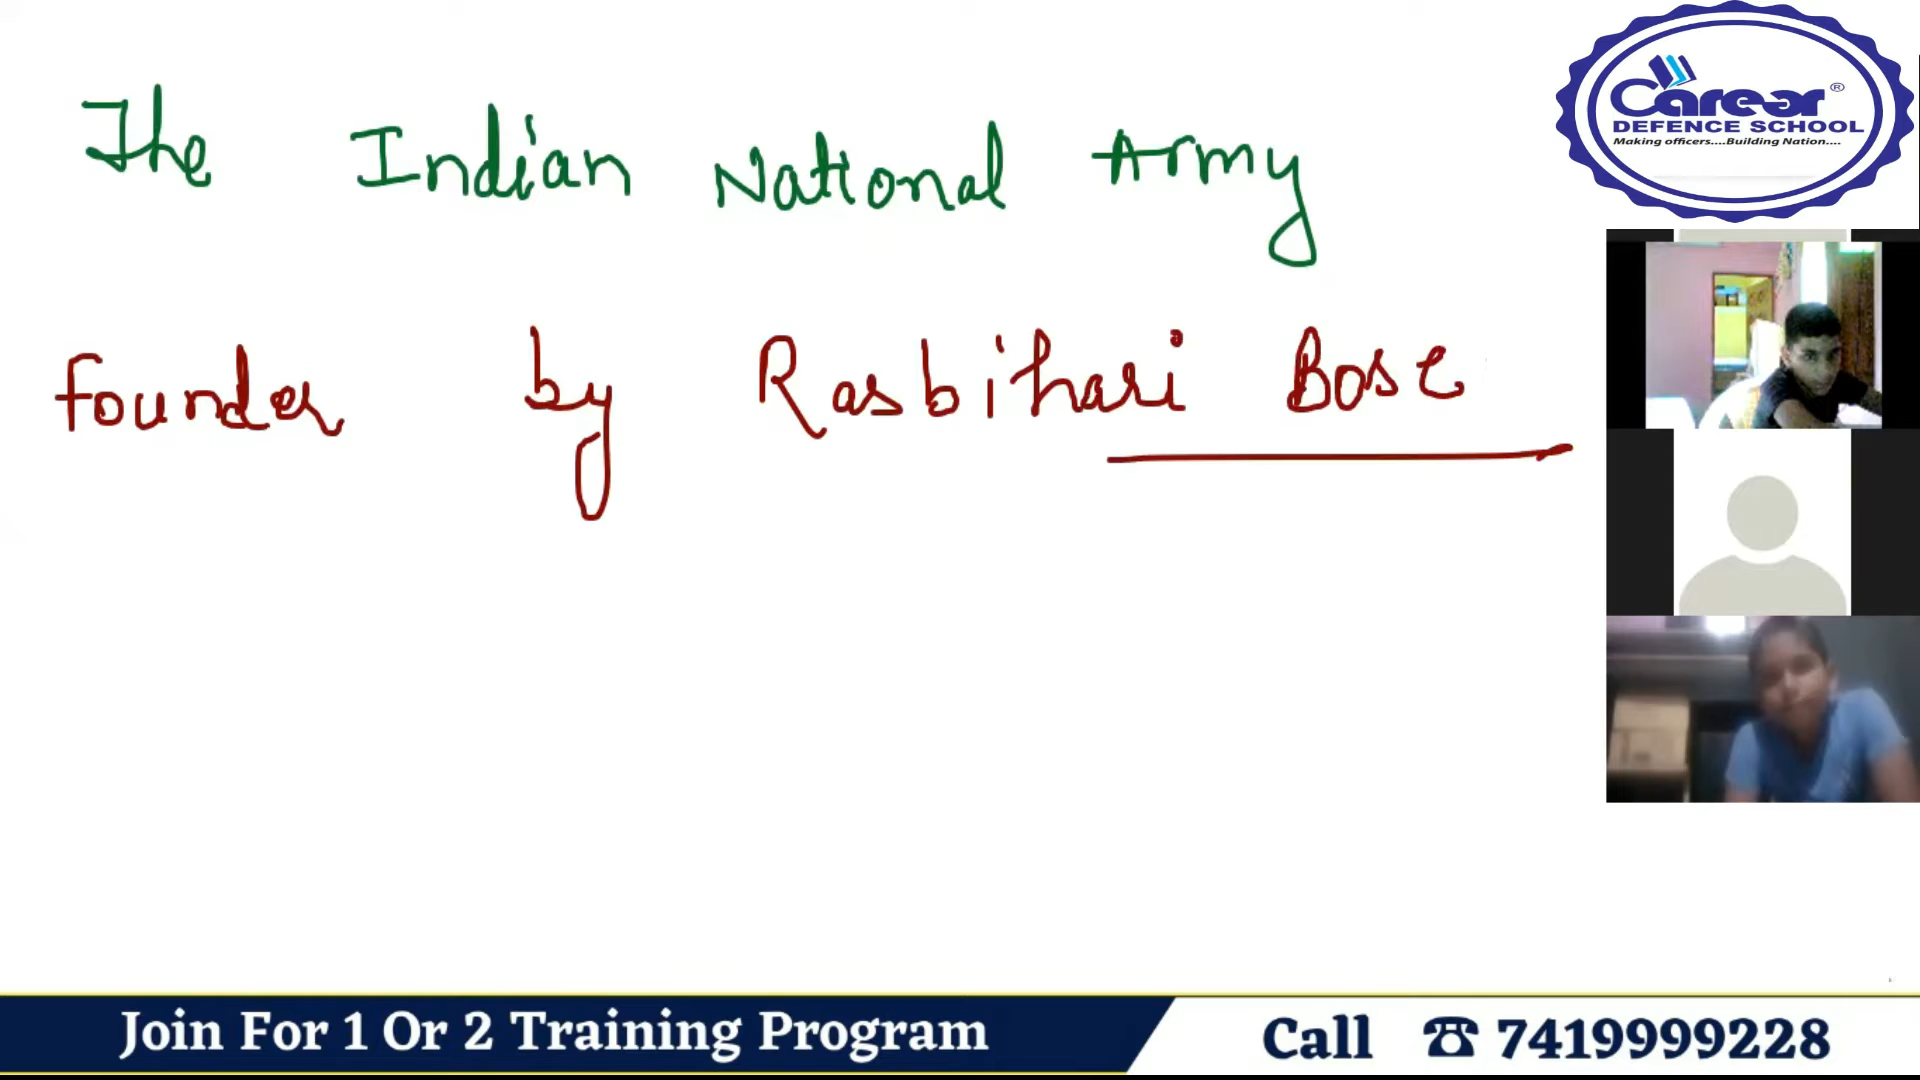 The Indian National Army
founder by Rasbihari Bose
Carear®
DEFENCE SCHOOL
Making officers....Building Nation....
Join For 1 Or 2 Training Program
Call ☎ 7419999228